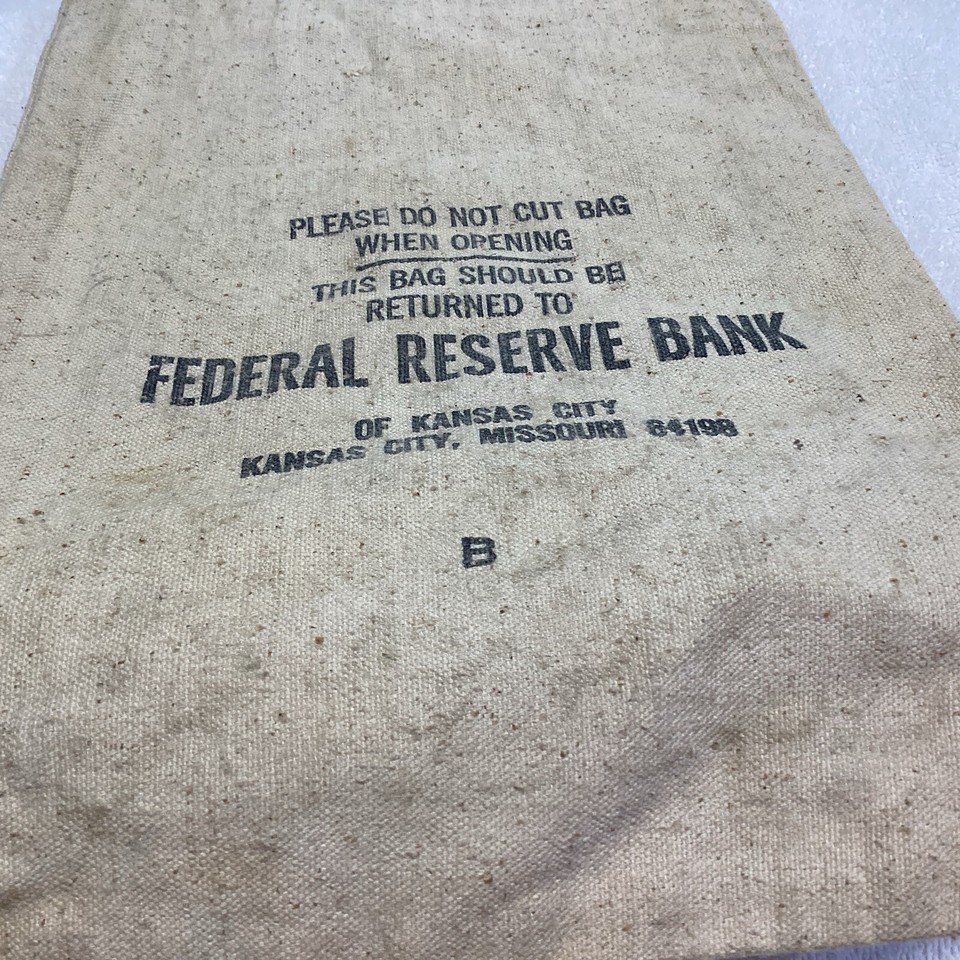 PLEASE DO NOT CUT BAG
WHEN OPENING
THIS BAG SHOULD BE
RETURNED TO
FEDERAL RESERVE BANK
OF KANSAS CITY
KANSAS CITY, MISSOURI 64198
B